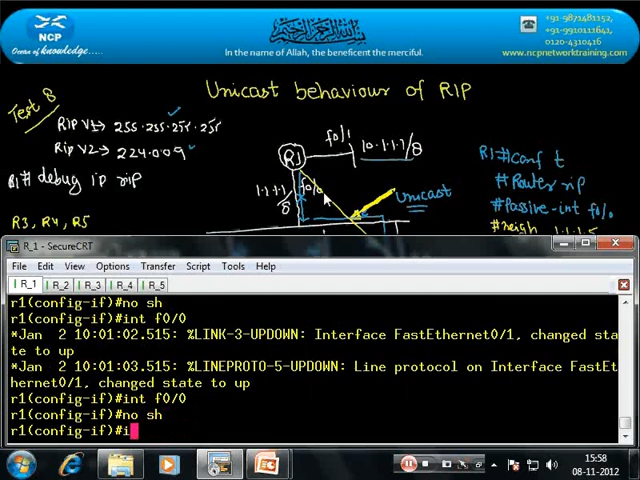 NCP
Ocean of knowledge...
In the name of Allah, the beneficent the merciful.
+91-9871481152,
+91-9910111641,
0120-4310416
www.ncpnetworktraining.com
Unicast behaviour of RIP
Test 8
RIP V1→ 255.255.255.255
RIP V2→ 224.0.0.9
R1 # debug ip rip
R3, R4, R5
R1
f0/1
10.1.1.1/8
1.1.1.1/8
f0/0
Unicast
R1#Conf t
#Router rip
#Passive-int f0/0
#neigh 1.1.1.5
R_1 - SecureCRT
File Edit View Options Transfer Script Tools Help
R_1 R_2 R_3 R_4 R_5
r1(config-if)#no sh
r1(config-if)#int f0/0
*Jan  2 10:01:02.515: %LINK-3-UPDOWN: Interface FastEthernet0/1, changed sta
te to up
*Jan  2 10:01:03.515: %LINEPROTO-5-UPDOWN: Line protocol on Interface FastEt
hernet0/1, changed state to up
r1(config-if)#int f0/0
r1(config-if)#no sh
r1(config-if)#i
15:58
08-11-2012